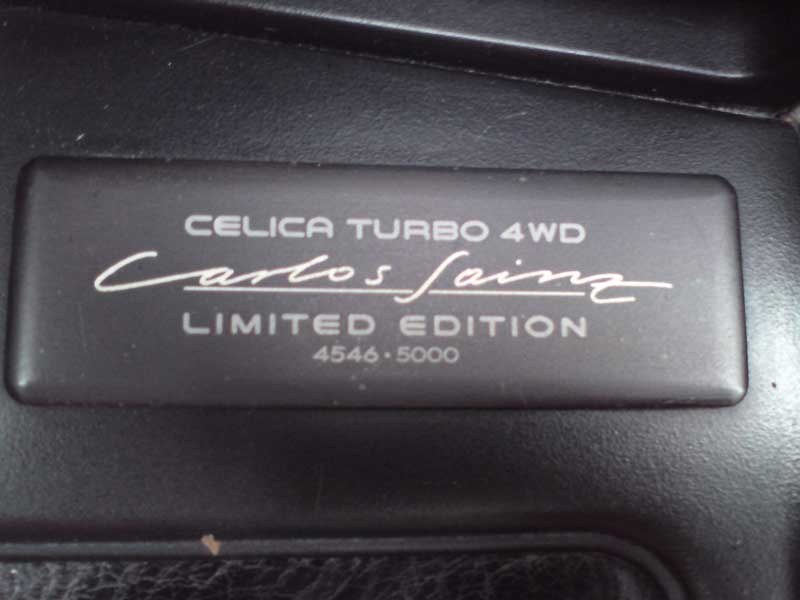 CELICA TURBO 4WD
Carlos Sainz
LIMITED EDITION
4546·5000